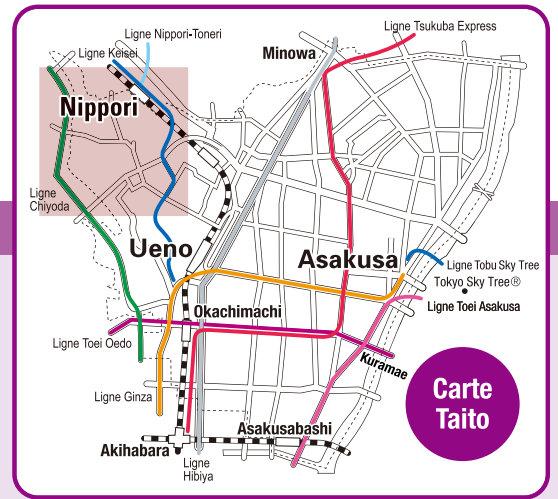 Ligne Nippori-Toneri
Ligne Tsukuba Express
Ligne Keisei
Minowa
Nippori
Ligne
Chiyoda
Ueno
Asakusa
Ligne Tobu Sky Tree
Tokyo Sky Tree®
Ligne Toei Asakusa
Okachimachi
Ligne Toei Oedo
Kuramae
Carte
Taito
Ligne Ginza
Asakusabashi
Akihabara
Ligne
Hibiya